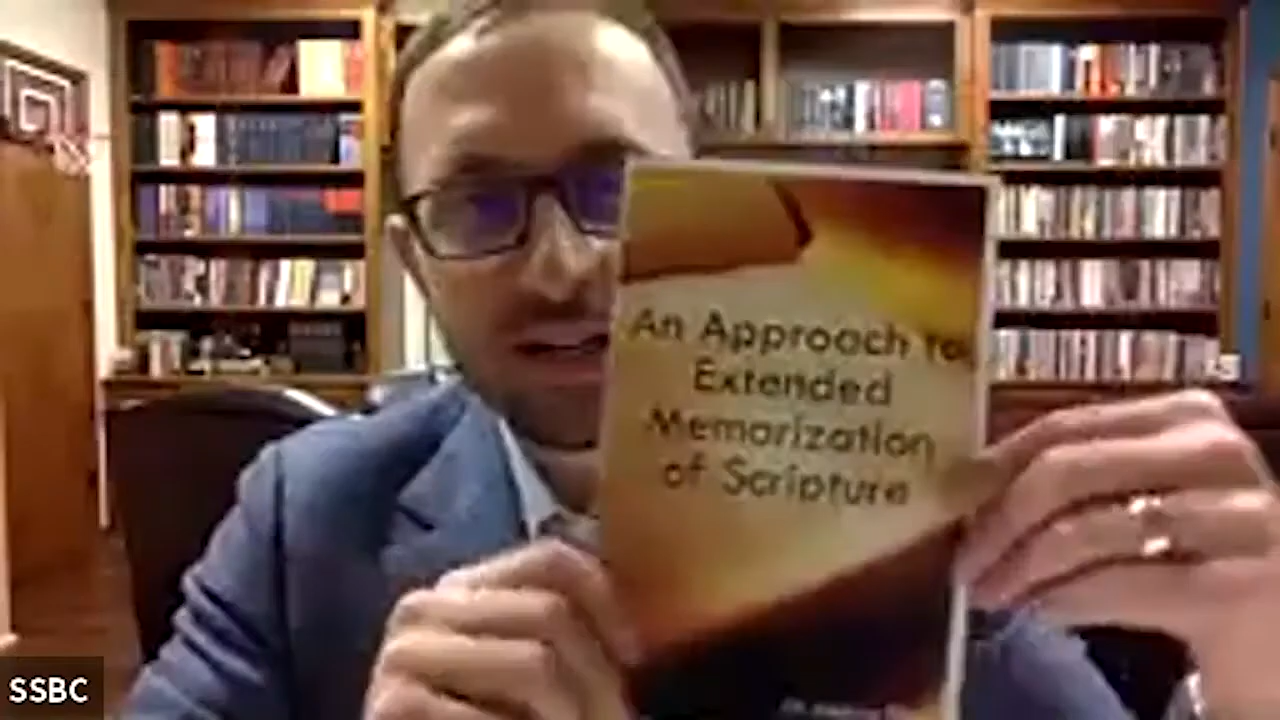 An Approach to
Extended
Memorization
of Scripture
SSBC